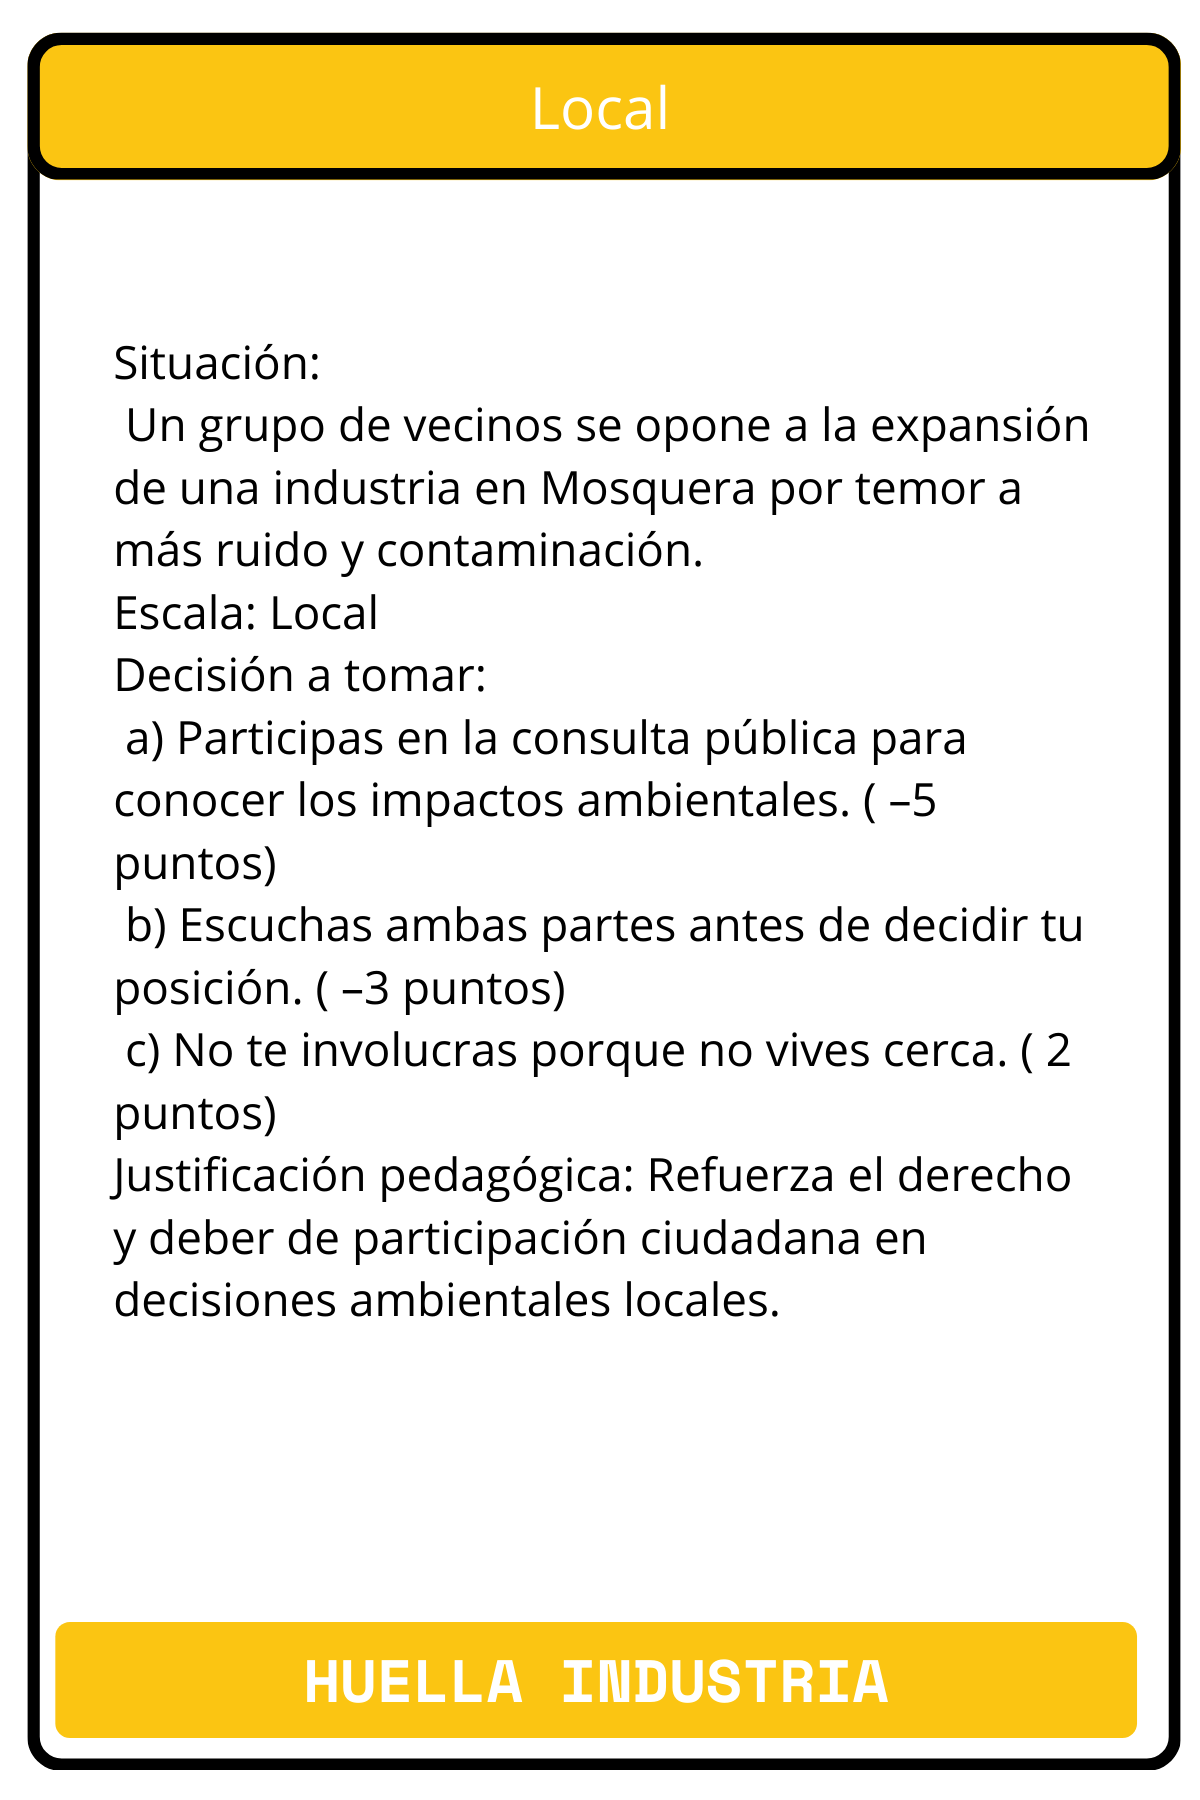 Local
Situación:
Un grupo de vecinos se opone a la expansión
de una industria en Mosquera por temor a
más ruido y contaminación.
Escala: Local
Decisión a tomar:
a) Participas en la consulta pública para
conocer los impactos ambientales. ( –5
puntos)
b) Escuchas ambas partes antes de decidir tu
posición. ( –3 puntos)
c) No te involucras porque no vives cerca. ( 2
puntos)
Justificación pedagógica: Refuerza el derecho
y deber de participación ciudadana en
decisiones ambientales locales.
HUELLA INDUSTRIA